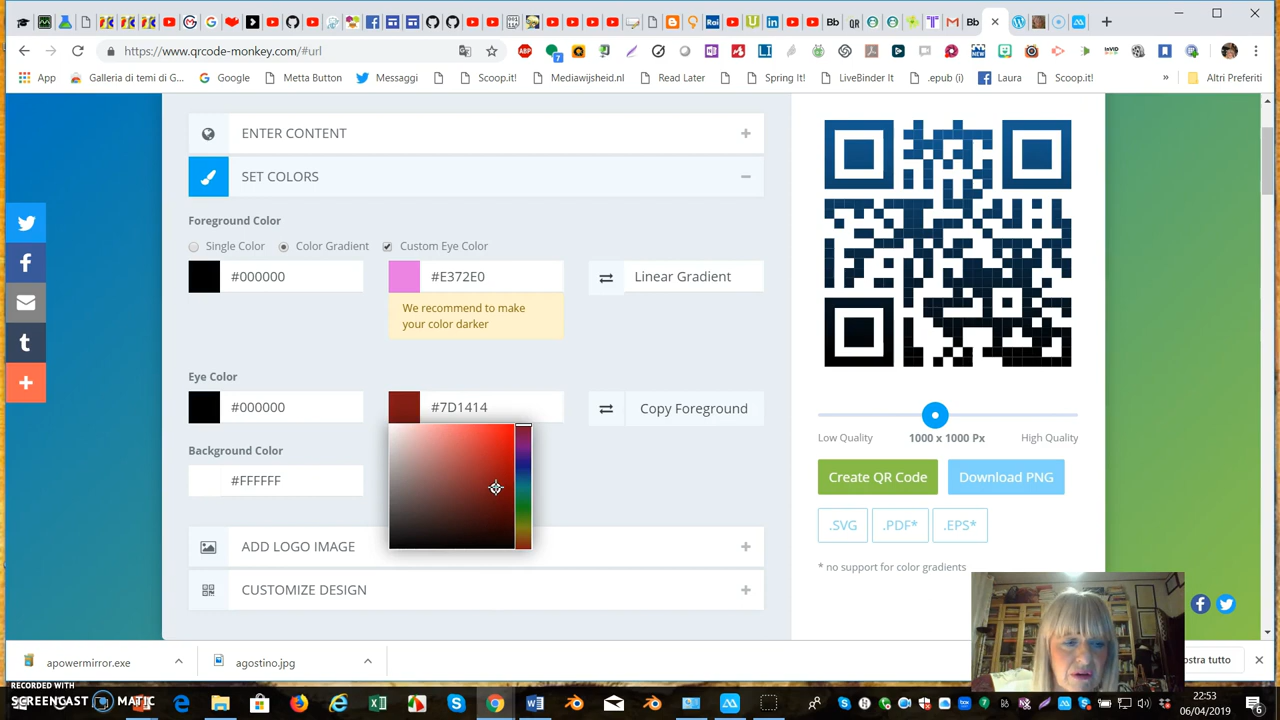 https://www.qrcode-monkey.com/#url
App
Galleria di temi di G...
Google
Metta Button
Messaggi
Scoop.it!
Mediawijsheid.nl
Read Later
Spring It!
LiveBinder It
.epub (i)
Laura
Scoop.it!
»
Altri Preferiti
ENTER CONTENT
SET COLORS
Foreground Color
Single Color
Color Gradient
Custom Eye Color
#000000
#E372E0
Linear Gradient
We recommend to make
your color darker
Eye Color
#000000
#7D1414
Copy Foreground
Background Color
#FFFFFF
ADD LOGO IMAGE
CUSTOMIZE DESIGN
Low Quality
1000 x 1000 Px
High Quality
Create QR Code
Download PNG
.SVG
.PDF*
.EPS*
* no support for color gradients
apowermirror.exe
agostino.jpg
ostra tutto
RECORDED WITH
SCREENCAST MATIC
22:53
06/04/2019